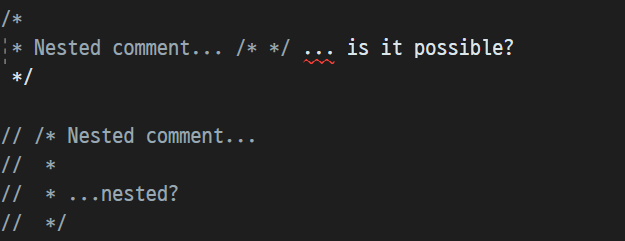 /*
 * Nested comment... /* */ ... is it possible?
 */

// /* Nested comment...
//  *
//  * ...nested?
//  */